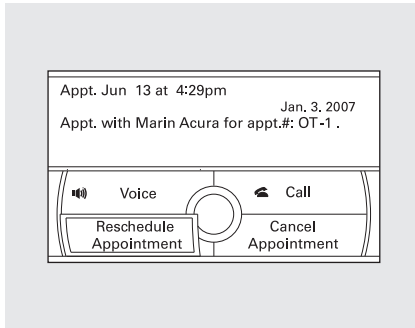 Appt. Jun 13 at 4:29pm
Jan. 3. 2007
Appt. with Marin Acura for appt.#: OT-1 .
Voice
Call
Reschedule
Appointment
Cancel
Appointment